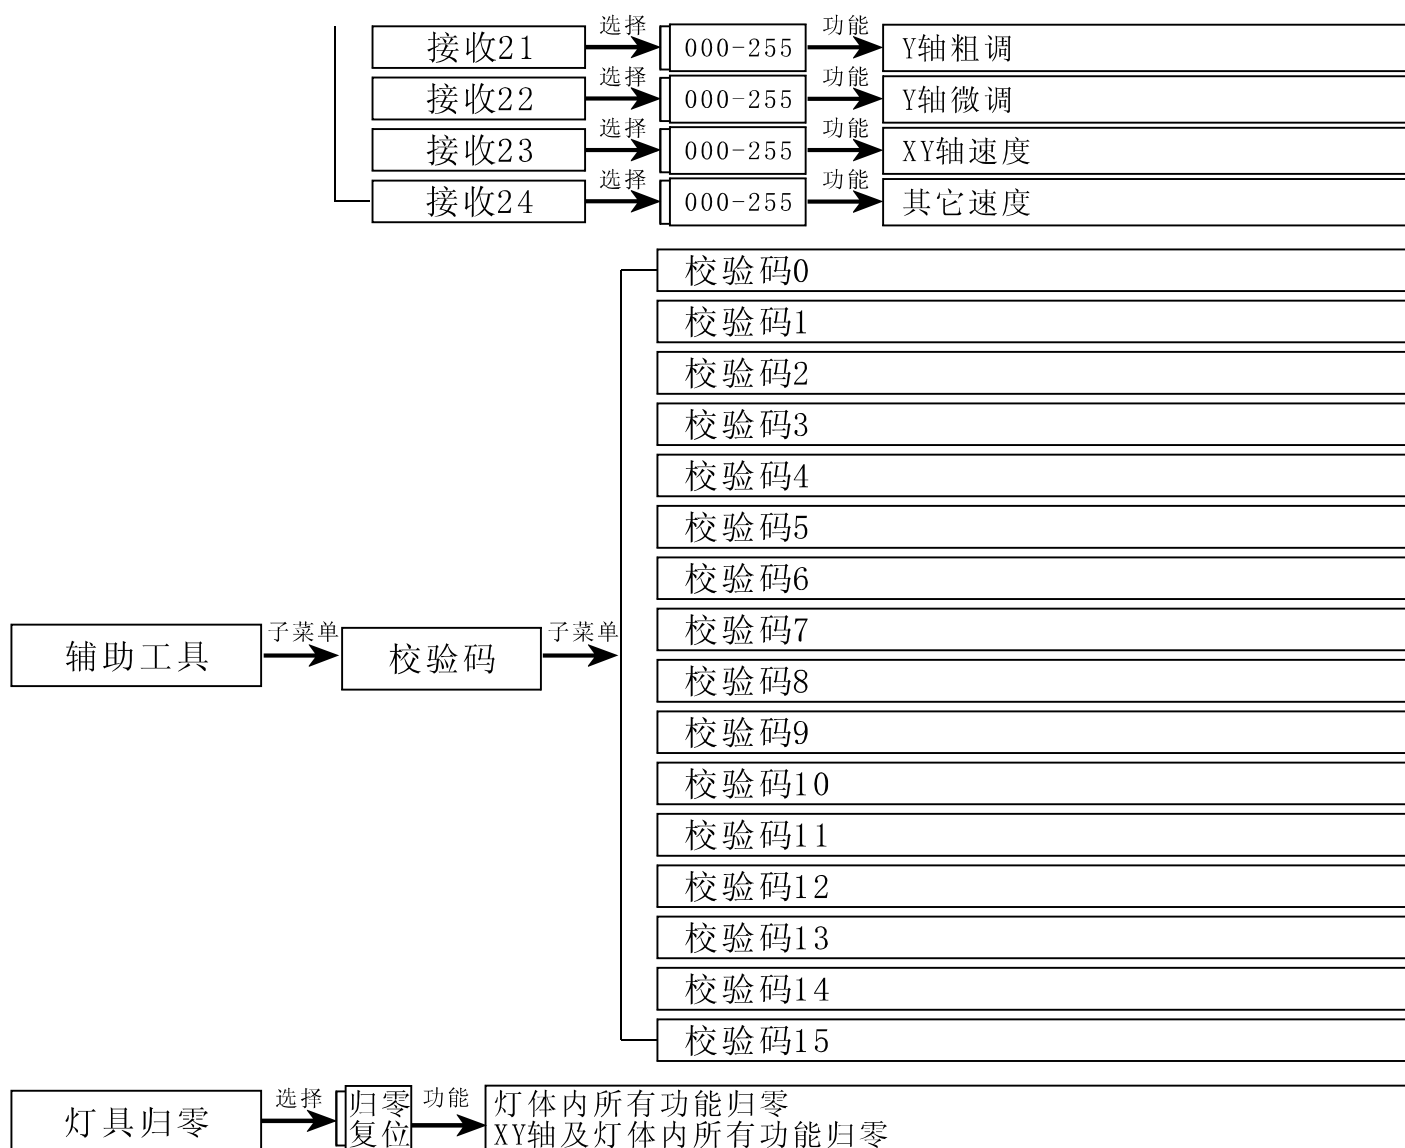 接收21 选择 000-255 功能 Y轴粗调
接收22 选择 000-255 功能 Y轴微调
接收23 选择 000-255 功能 XY轴速度
接收24 选择 000-255 功能 其它速度
校验码0
校验码1
校验码2
校验码3
校验码4
校验码5
校验码6
校验码7
辅助工具 子菜单 校验码 子菜单
校验码8
校验码9
校验码10
校验码11
校验码12
校验码13
校验码14
校验码15
灯具归零 选择 归零 功能 灯体内所有功能归零
复位 XY轴及灯体内所有功能归零